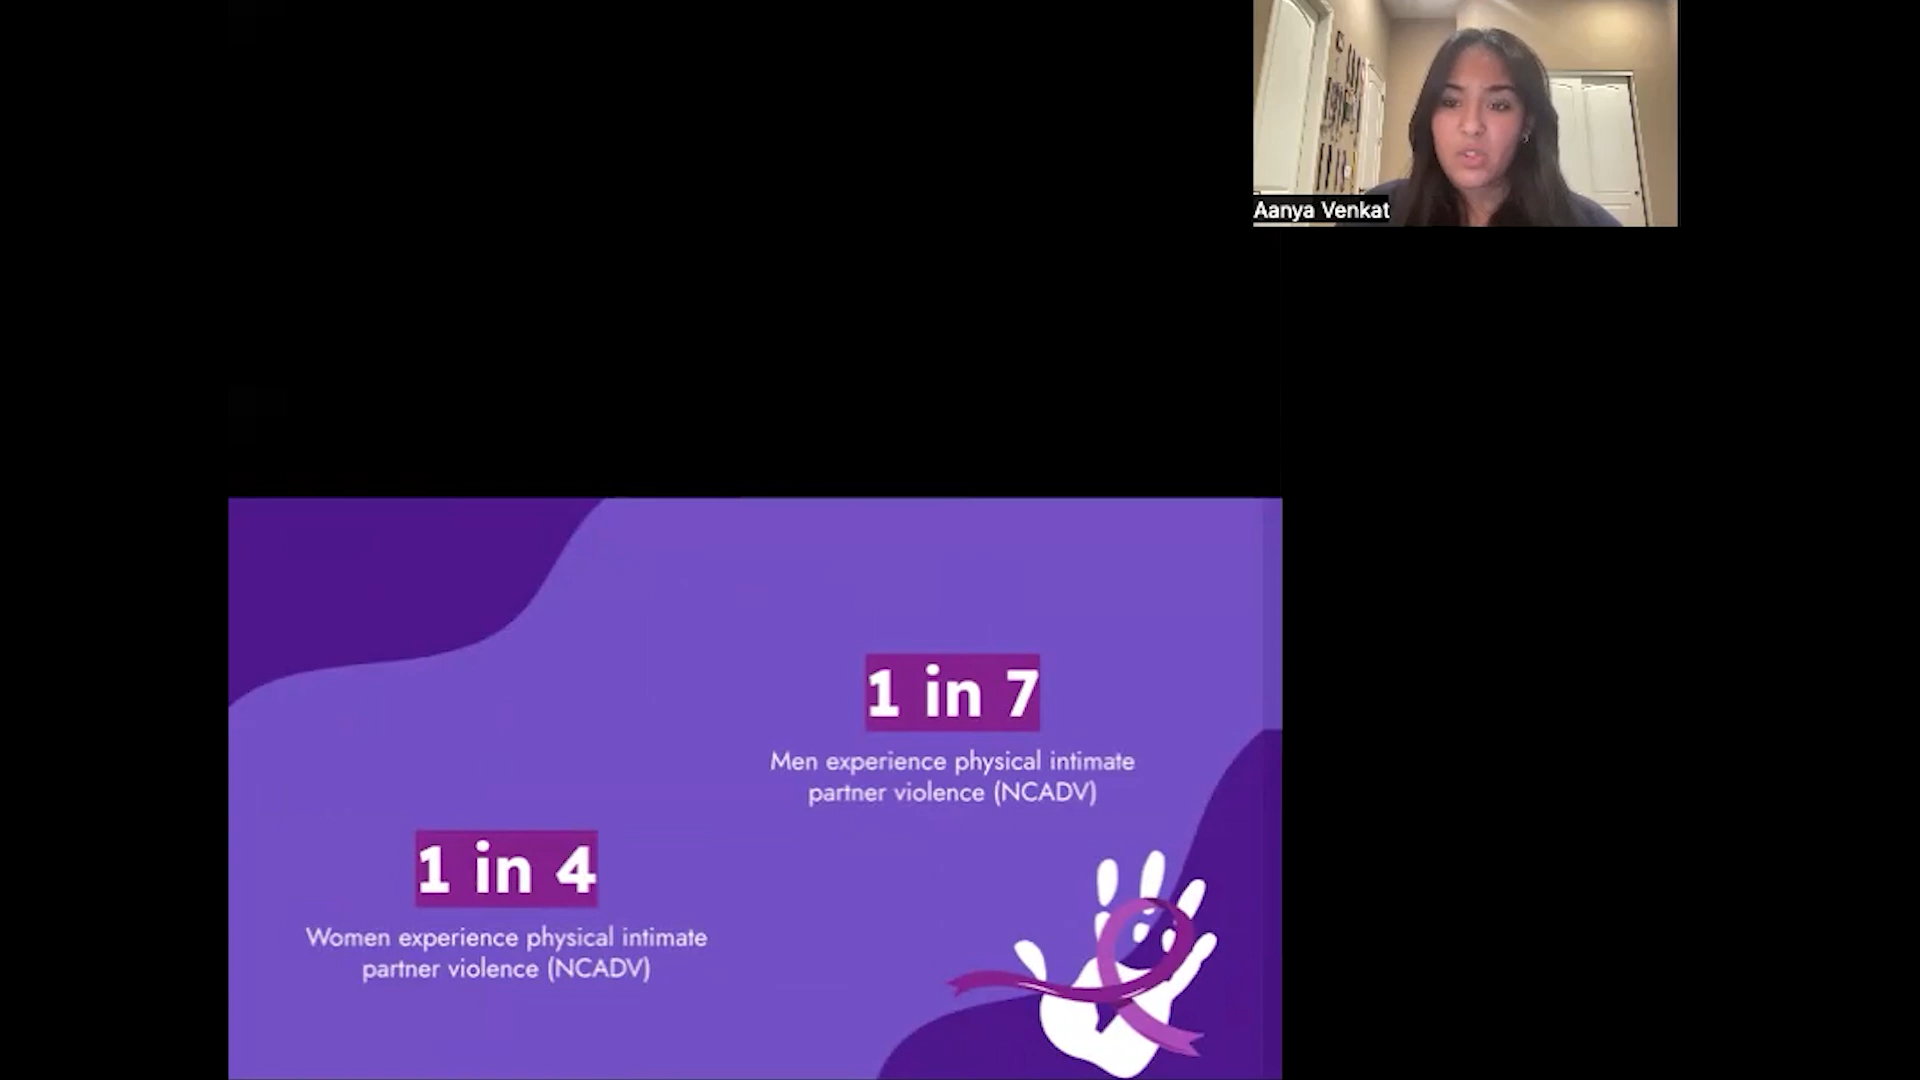 Aanya Venkat
1 in 7
Men experience physical intimate
partner violence (NCADV)
1 in 4
Women experience physical intimate
partner violence (NCADV)